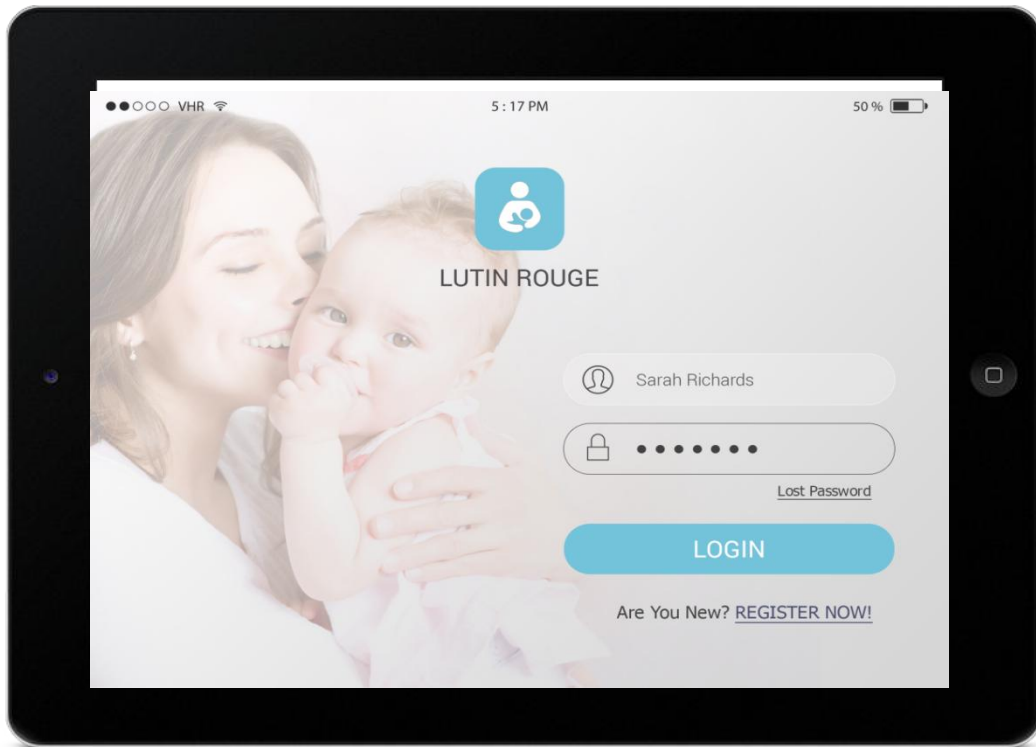 VHR 5:17 PM 50 %
LUTIN ROUGE
Sarah Richards
Lost Password
LOGIN
Are You New? REGISTER NOW!